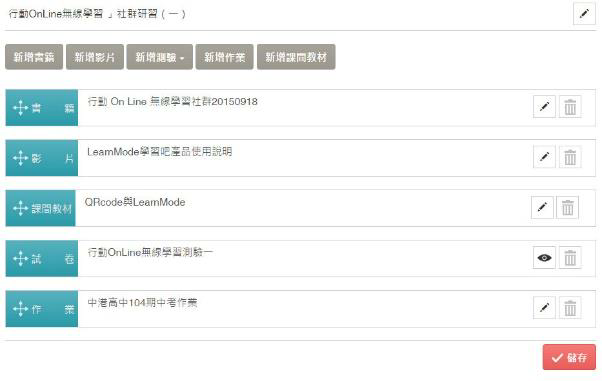 行動OnLine無線學習 」社群研習（一）
新增書籍 新增影片 新增測驗 新增作業 新增課間教材
書 籍 行動 On Line 無線學習社群20150918
影 片 LearnMode學習吧產品使用說明
課間教材 QRcode與LearnMode
試 卷 行動OnLine無線學習測驗一
作 業 中港高中104期中考作業
儲存